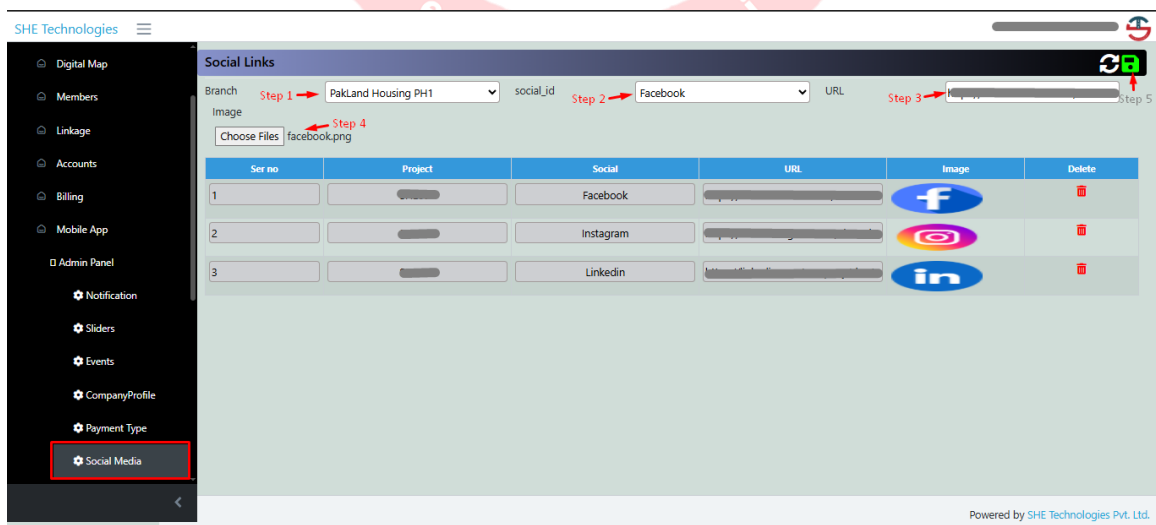 SHE Technologies
Digital Map
Members
Linkage
Accounts
Billing
Mobile App
Admin Panel
Notification
Sliders
Events
CompanyProfile
Payment Type
Social Media
Social Links
Branch Step 1 PakLand Housing PH1 social_id Step 2 Facebook URL Step 3 Step 5
Image
Step 4
Choose Files facebook.png
Ser no Project Social URL Image Delete
1 Facebook f
2 Instagram
3 Linkedin in
Powered by SHE Technologies Pvt. Ltd.